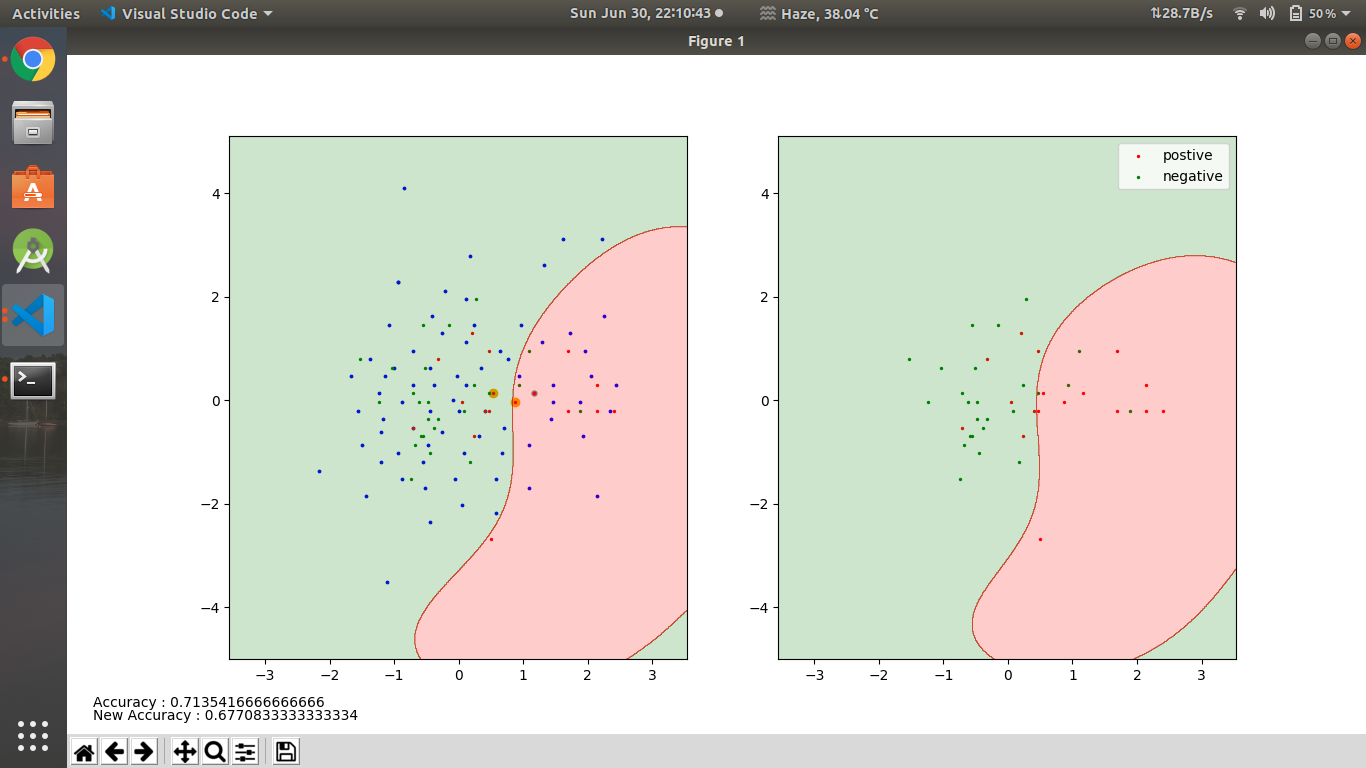 Activities Visual Studio Code Sun Jun 30, 22:10:43 Haze, 38.04 °C 28.7B/s 50 %
Figure 1
4
2
0
−2
−4
−3 −2 −1 0 1 2 3
postive
negative
4
2
0
−2
−4
−3 −2 −1 0 1 2 3
Accuracy : 0.7135416666666666
New Accuracy : 0.6770833333333334